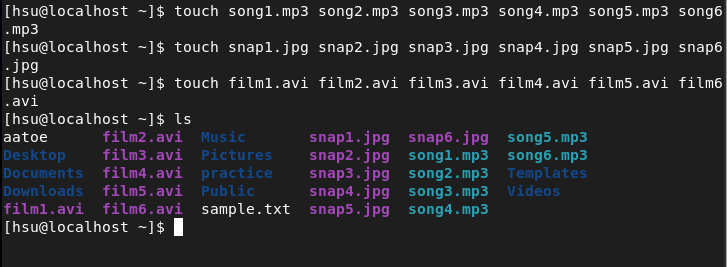 [hsu@localhost ~]$ touch song1.mp3 song2.mp3 song3.mp3 song4.mp3 song5.mp3 song6
.mp3
[hsu@localhost ~]$ touch snap1.jpg snap2.jpg snap3.jpg snap4.jpg snap5.jpg snap6
.jpg
[hsu@localhost ~]$ touch film1.avi film2.avi film3.avi film4.avi film5.avi film6
.avi
[hsu@localhost ~]$ ls
aatoe      film2.avi  Music       snap1.jpg  snap6.jpg  song5.mp3
Desktop    film3.avi  Pictures    snap2.jpg  song1.mp3  song6.mp3
Documents  film4.avi  practice    snap3.jpg  song2.mp3  Templates
Downloads  film5.avi  Public      snap4.jpg  song3.mp3  Videos
film1.avi  film6.avi  sample.txt  snap5.jpg  song4.mp3
[hsu@localhost ~]$